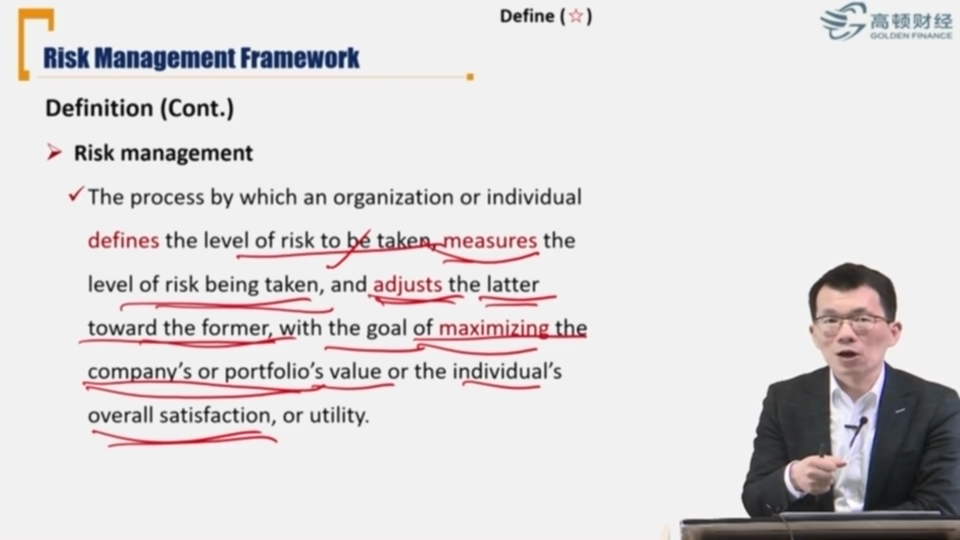 Define (☆)
高顿财经
GOLDEN FINANCE
Risk Management Framework
Definition (Cont.)
Risk management
The process by which an organization or individual
defines the level of risk to be taken, measures the
level of risk being taken, and adjusts the latter
toward the former, with the goal of maximizing the
company's or portfolio's value or the individual's
overall satisfaction, or utility.